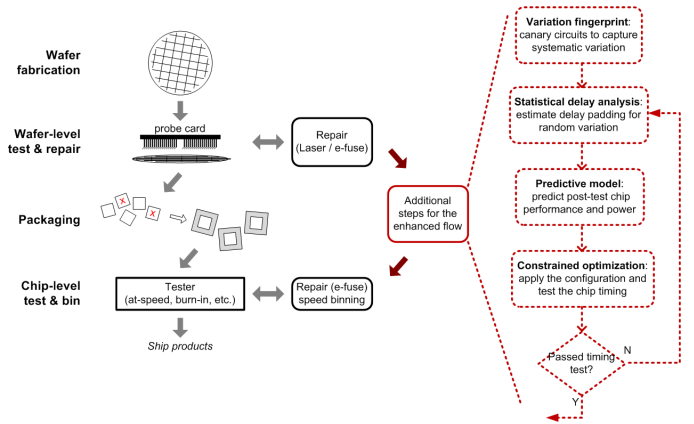 Wafer
fabrication
Wafer-level
test & repair
probe card
Repair
(Laser / e-fuse)
Packaging
X
X
Additional
steps for the
enhanced flow
Chip-level
test & bin
Tester
(at-speed, burn-in, etc.)
Repair (e-fuse)
speed binning
Ship products
Variation fingerprint:
canary circuits to capture
systematic variation
Statistical delay analysis:
estimate delay padding for
random variation
Predictive model:
predict post-test chip
performance and power
Constrained optimization:
apply the configuration and
test the chip timing
Passed timing
test?
N
Y